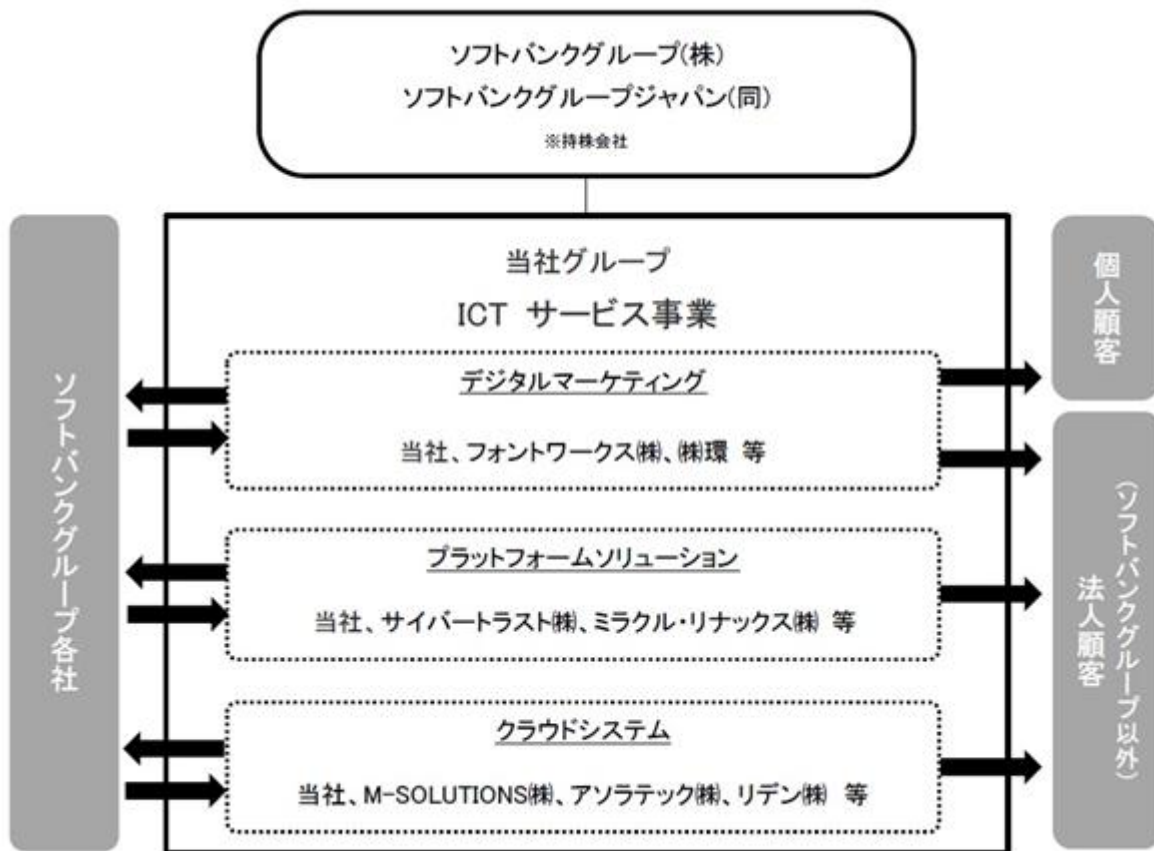 ソフトバンクグループ(株)
ソフトバンクグループジャパン(同)
※持株会社
ソフトバンクグループ各社
当社グループ
ICT サービス事業
デジタルマーケティング
当社、フォントワークス㈱、㈱環 等
プラットフォームソリューション
当社、サイバートラスト㈱、ミラクル・リナックス㈱ 等
クラウドシステム
当社、M-SOLUTIONS㈱、アソラテック㈱、リデン㈱ 等
個人顧客
(ソフトバンクグループ以外)
法人顧客